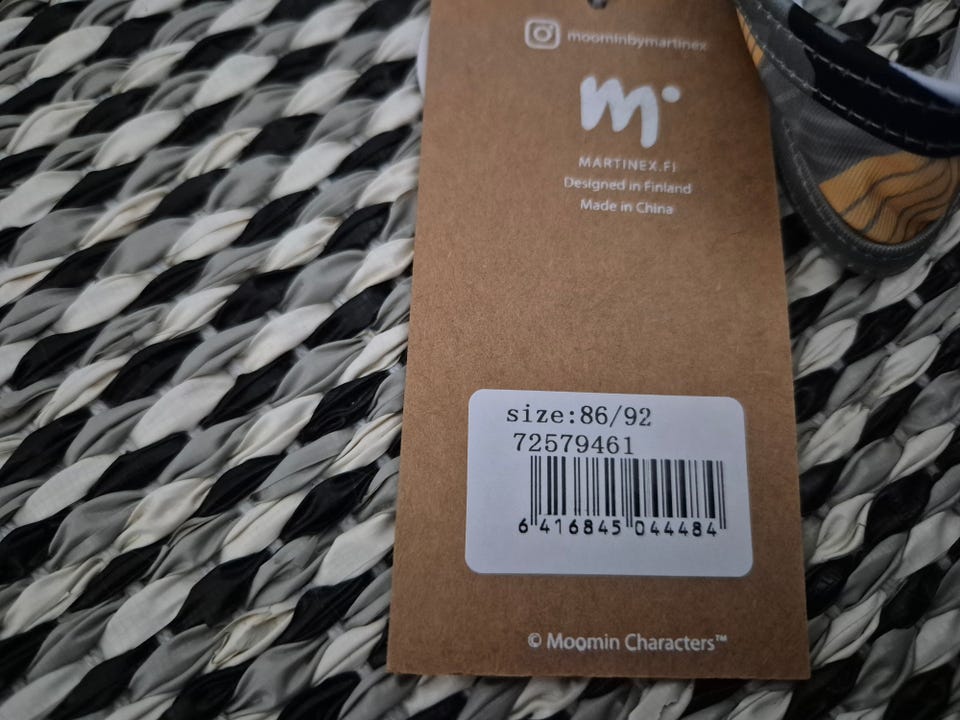 moominbymartinex
m
MARTINEX.FI
Designed in Finland
Made in China
size:86/92
72579461
6 416845 044484
© Moomin Characters™